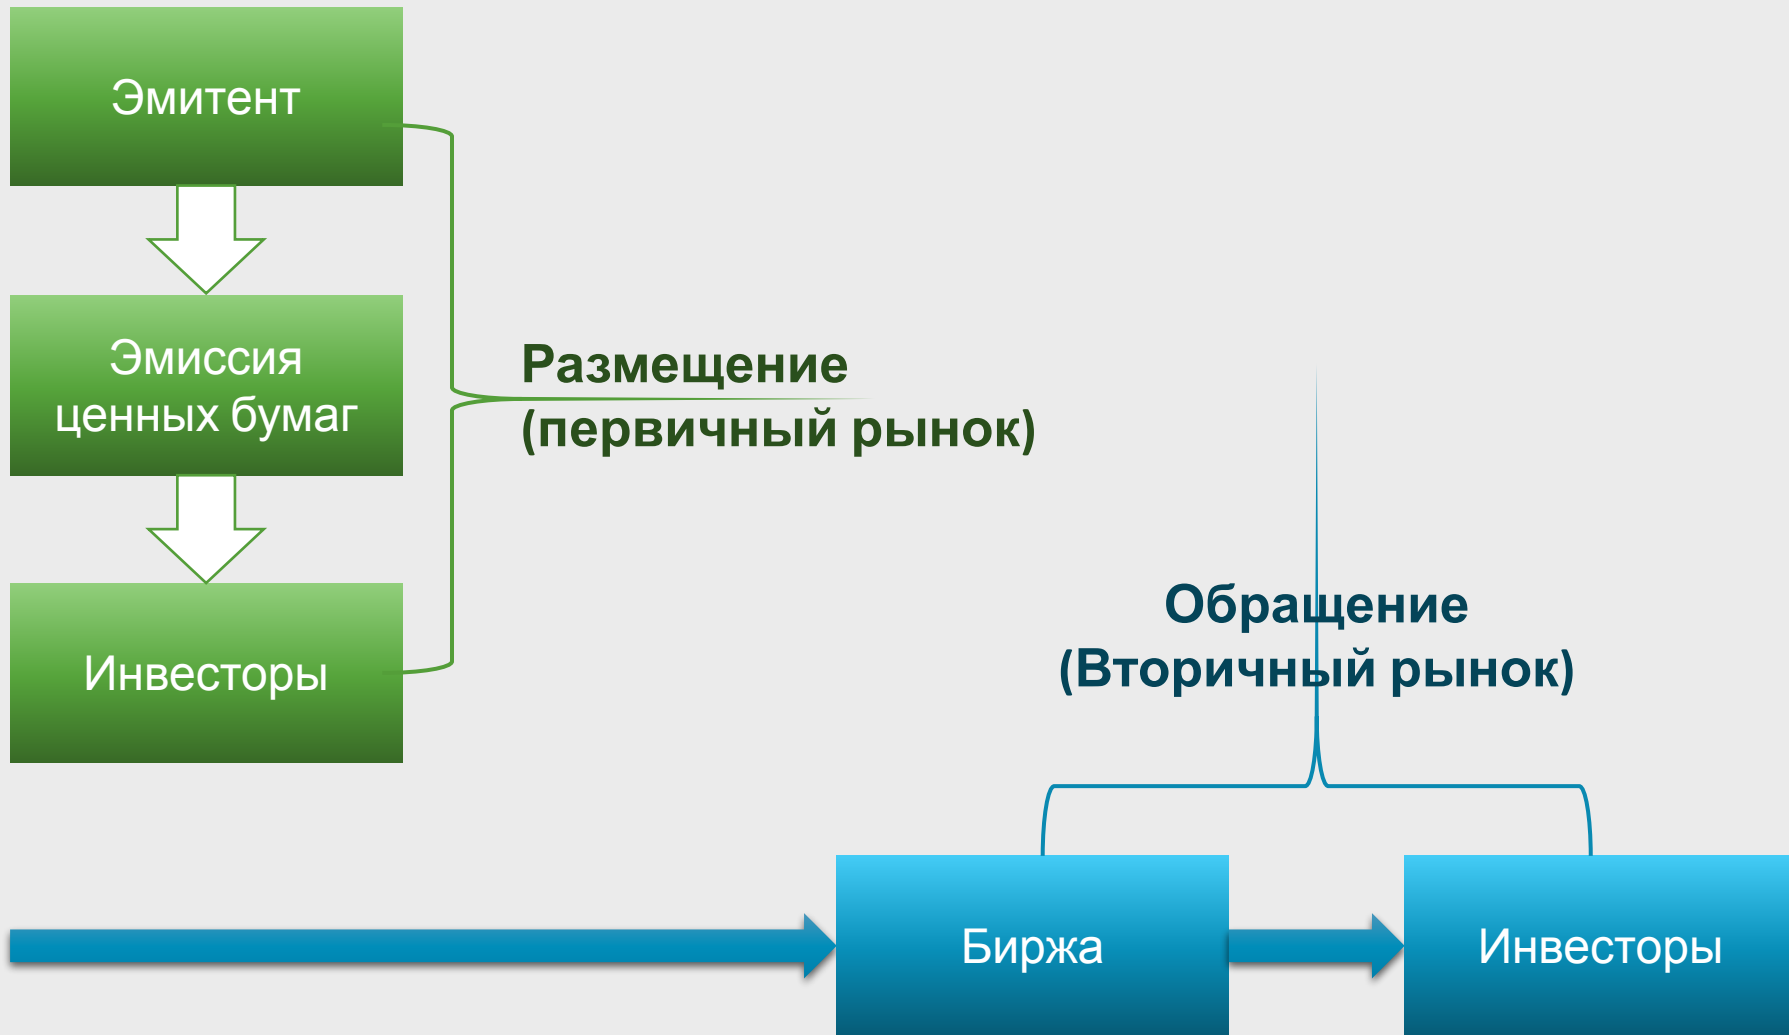 Эмитент
Эмиссия
ценных бумаг
Инвесторы
Размещение
(первичный рынок)
Обращение
(Вторичный рынок)
Биржа
Инвесторы